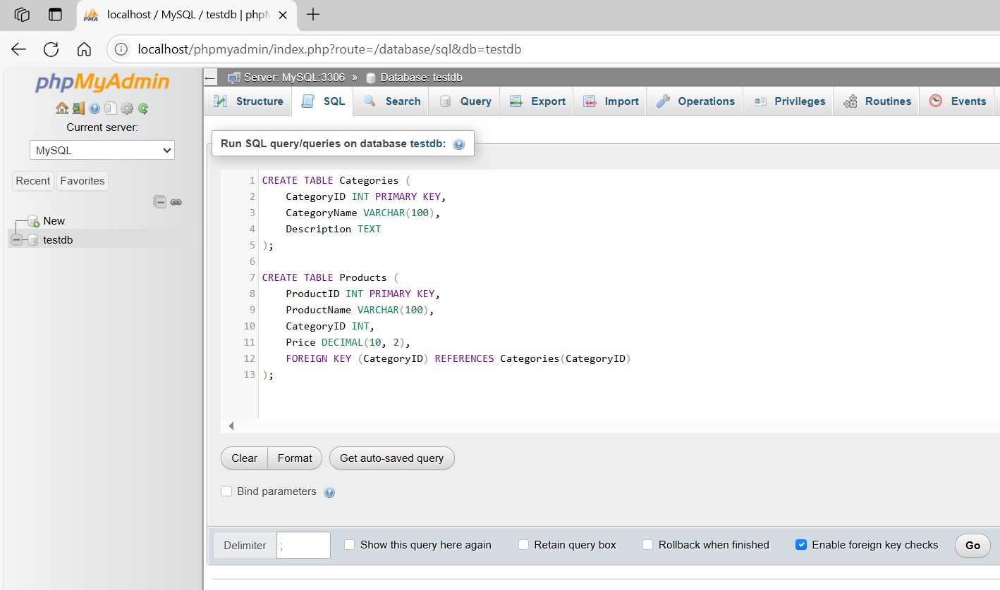 localhost / MySQL / testdb | phpM
localhost/phpmyadmin/index.php?route=/database/sql&db=testdb
phpMyAdmin
Current server:
MySQL
Recent Favorites
New
testdb
Server: MySQL:3306 » Database: testdb
Structure SQL Search Query Export Import Operations Privileges Routines Events
Run SQL query/queries on database testdb:
1 CREATE TABLE Categories (
2     CategoryID INT PRIMARY KEY,
3     CategoryName VARCHAR(100),
4     Description TEXT
5 );
6
7 CREATE TABLE Products (
8     ProductID INT PRIMARY KEY,
9     ProductName VARCHAR(100),
10     CategoryID INT,
11     Price DECIMAL(10, 2),
12     FOREIGN KEY (CategoryID) REFERENCES Categories(CategoryID)
13 );
Clear Format Get auto-saved query
Bind parameters
Delimiter ; Show this query here again Retain query box Rollback when finished Enable foreign key checks Go